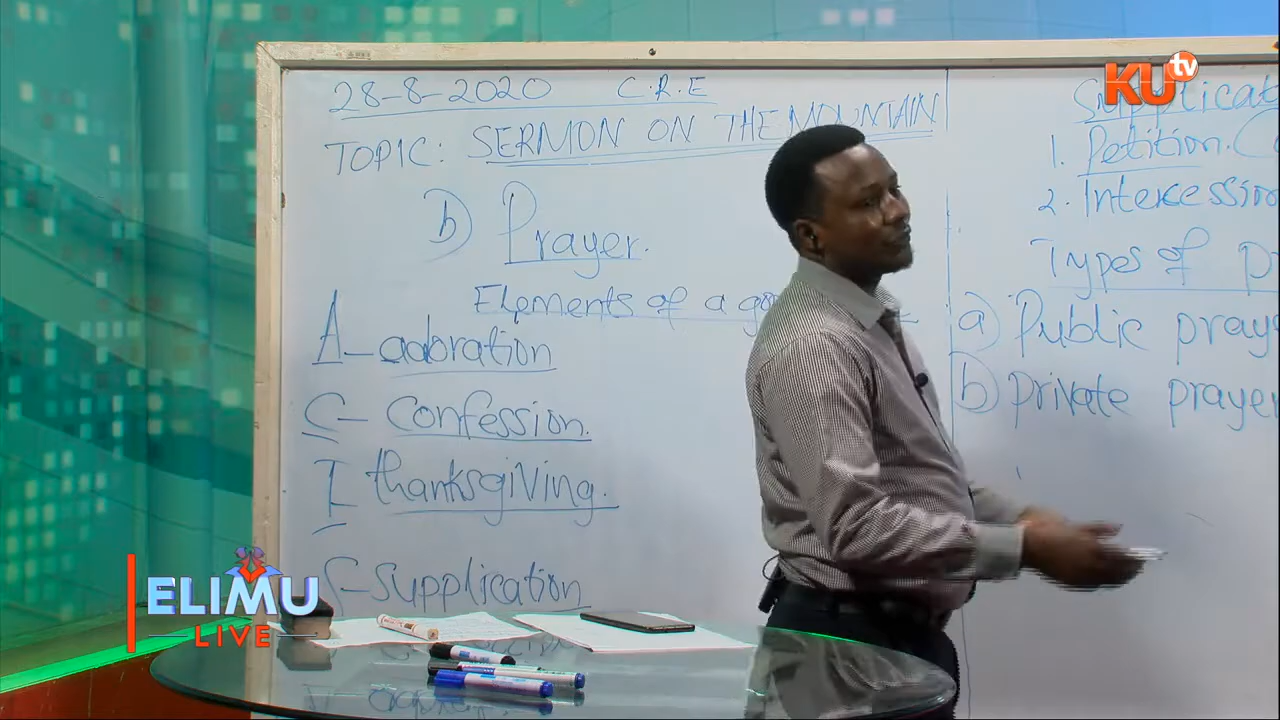 28-8-2020 C.R.E
TOPIC: SERMON ON THE MOUNTAIN
b) Prayer.
Elements of a
A- adoration
C- Confession.
T thanksgiving.
S- supplication
1. Petition.
2. Intercession
Types of
a) Public
b) private prayer
KU tv
ELIMU
LIVE